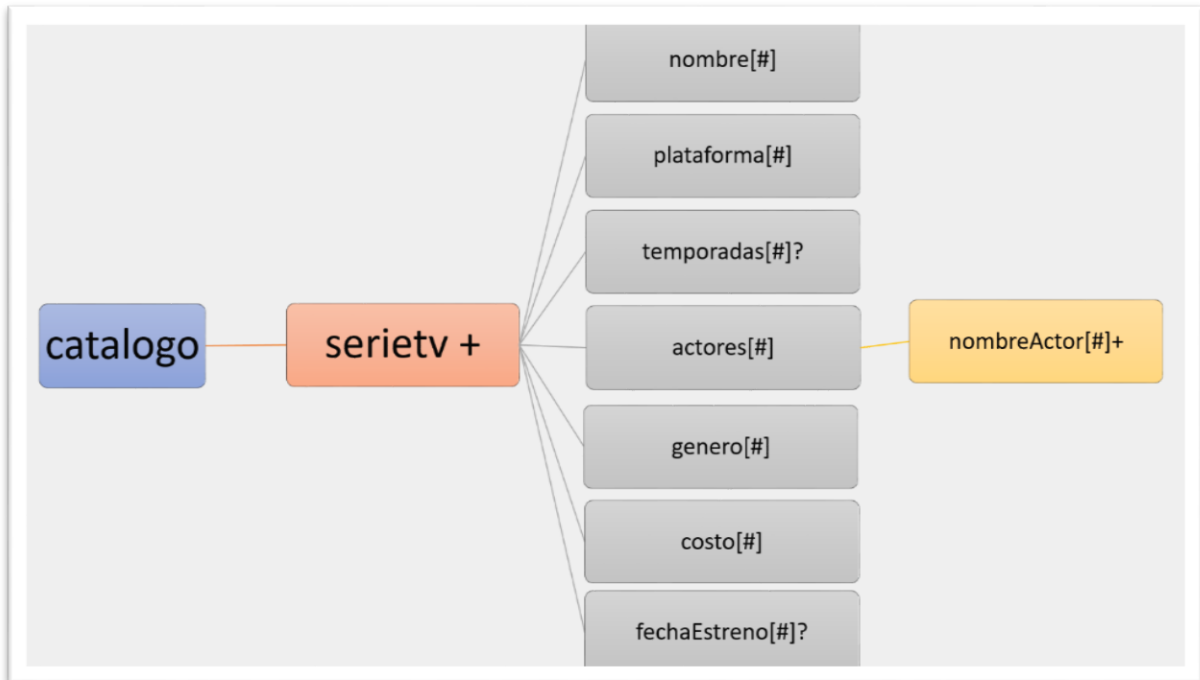 catalogo
serietv +
nombre[#]
plataforma[#]
temporadas[#]?
actores[#]
genero[#]
costo[#]
fechaEstreno[#]?
nombreActor[#]+